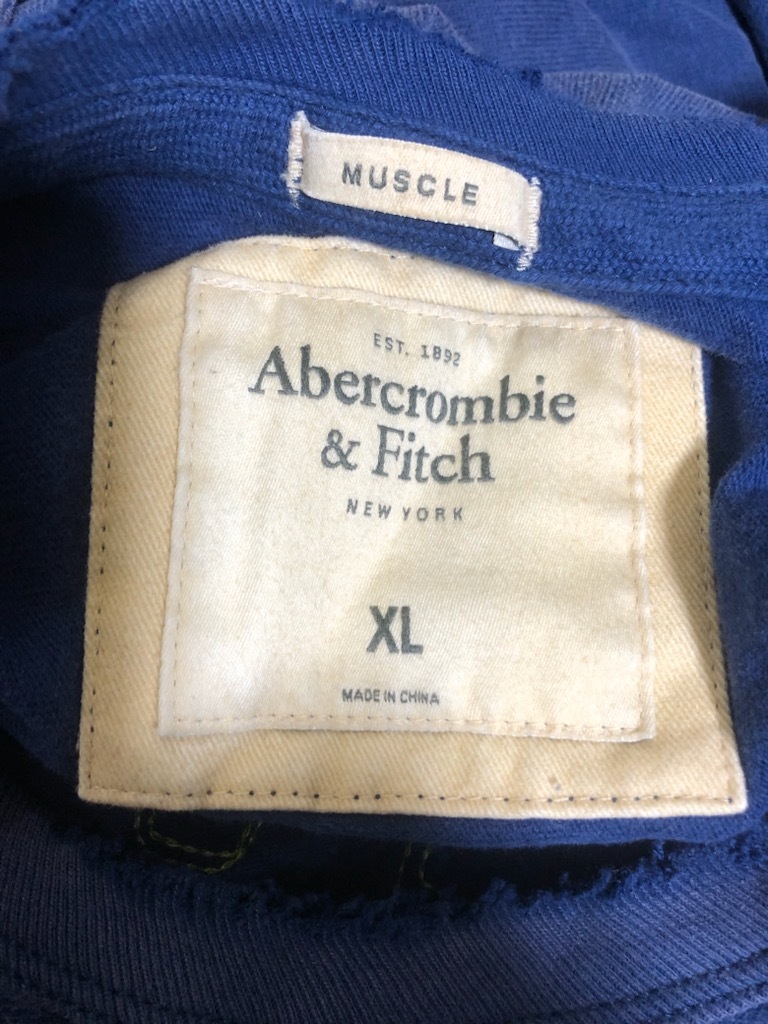 MUSCLE
EST. 1892
Abercrombie
& Fitch
NEW YORK
XL
MADE IN CHINA